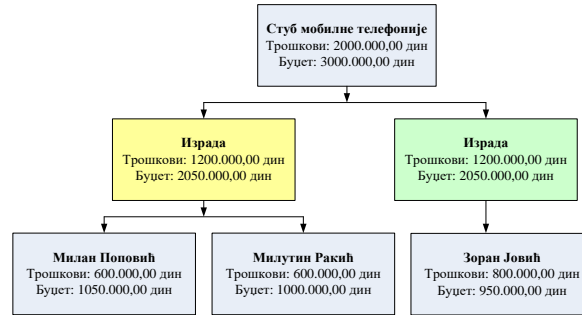 Стуб мобилне телефоније
Трошкови: 2000.000,00 дин
Буџет: 3000.000,00 дин
Израда
Трошкови: 1200.000,00 дин
Буџет: 2050.000,00 дин
Израда
Трошкови: 1200.000,00 дин
Буџет: 2050.000,00 дин
Милан Поповић
Трошкови: 600.000,00 дин
Буџет: 1050.000,00 дин
Милутин Ракић
Трошкови: 600.000,00 дин
Буџет: 1000.000,00 дин
Зоран Јовић
Трошкови: 800.000,00 дин
Буџет: 950.000,00 дин